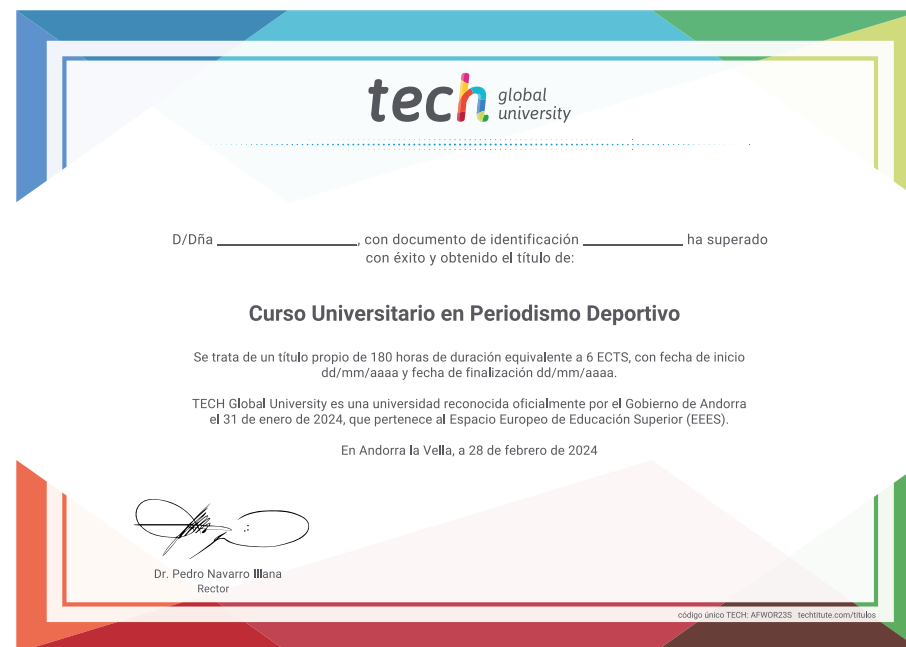 tech global university
D/Dña ______________, con documento de identificación __________ ha superado
con éxito y obtenido el título de:
Curso Universitario en Periodismo Deportivo
Se trata de un título propio de 180 horas de duración equivalente a 6 ECTS, con fecha de inicio
dd/mm/aaaa y fecha de finalización dd/mm/aaaa.
TECH Global University es una universidad reconocida oficialmente por el Gobierno de Andorra
el 31 de enero de 2024, que pertenece al Espacio Europeo de Educación Superior (EEES).
En Andorra la Vella, a 28 de febrero de 2024
Dr. Pedro Navarro Illana
Rector
código único TECH: AFWOR23S techtitute.com/titulos